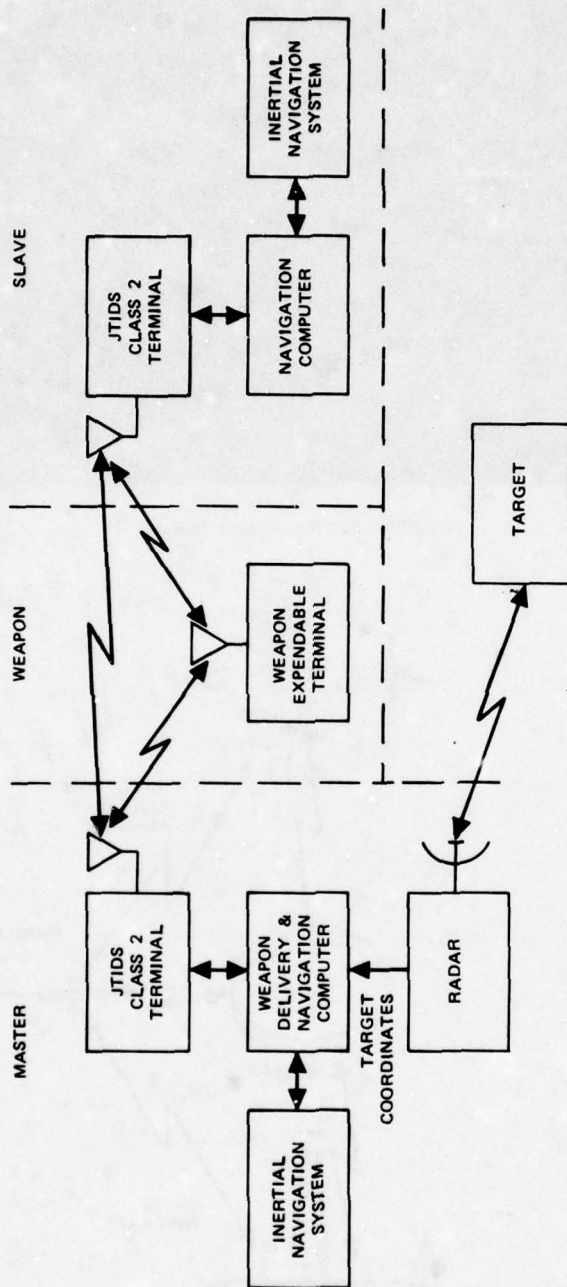 MASTER
WEAPON
SLAVE
JTIDS
CLASS 2
TERMINAL
JTIDS
CLASS 2
TERMINAL
INERTIAL
NAVIGATION
SYSTEM
WEAPON
DELIVERY &
NAVIGATION
COMPUTER
WEAPON
EXPENDABLE
TERMINAL
NAVIGATION
COMPUTER
INERTIAL
NAVIGATION
SYSTEM
TARGET
COORDINATES
RADAR
TARGET